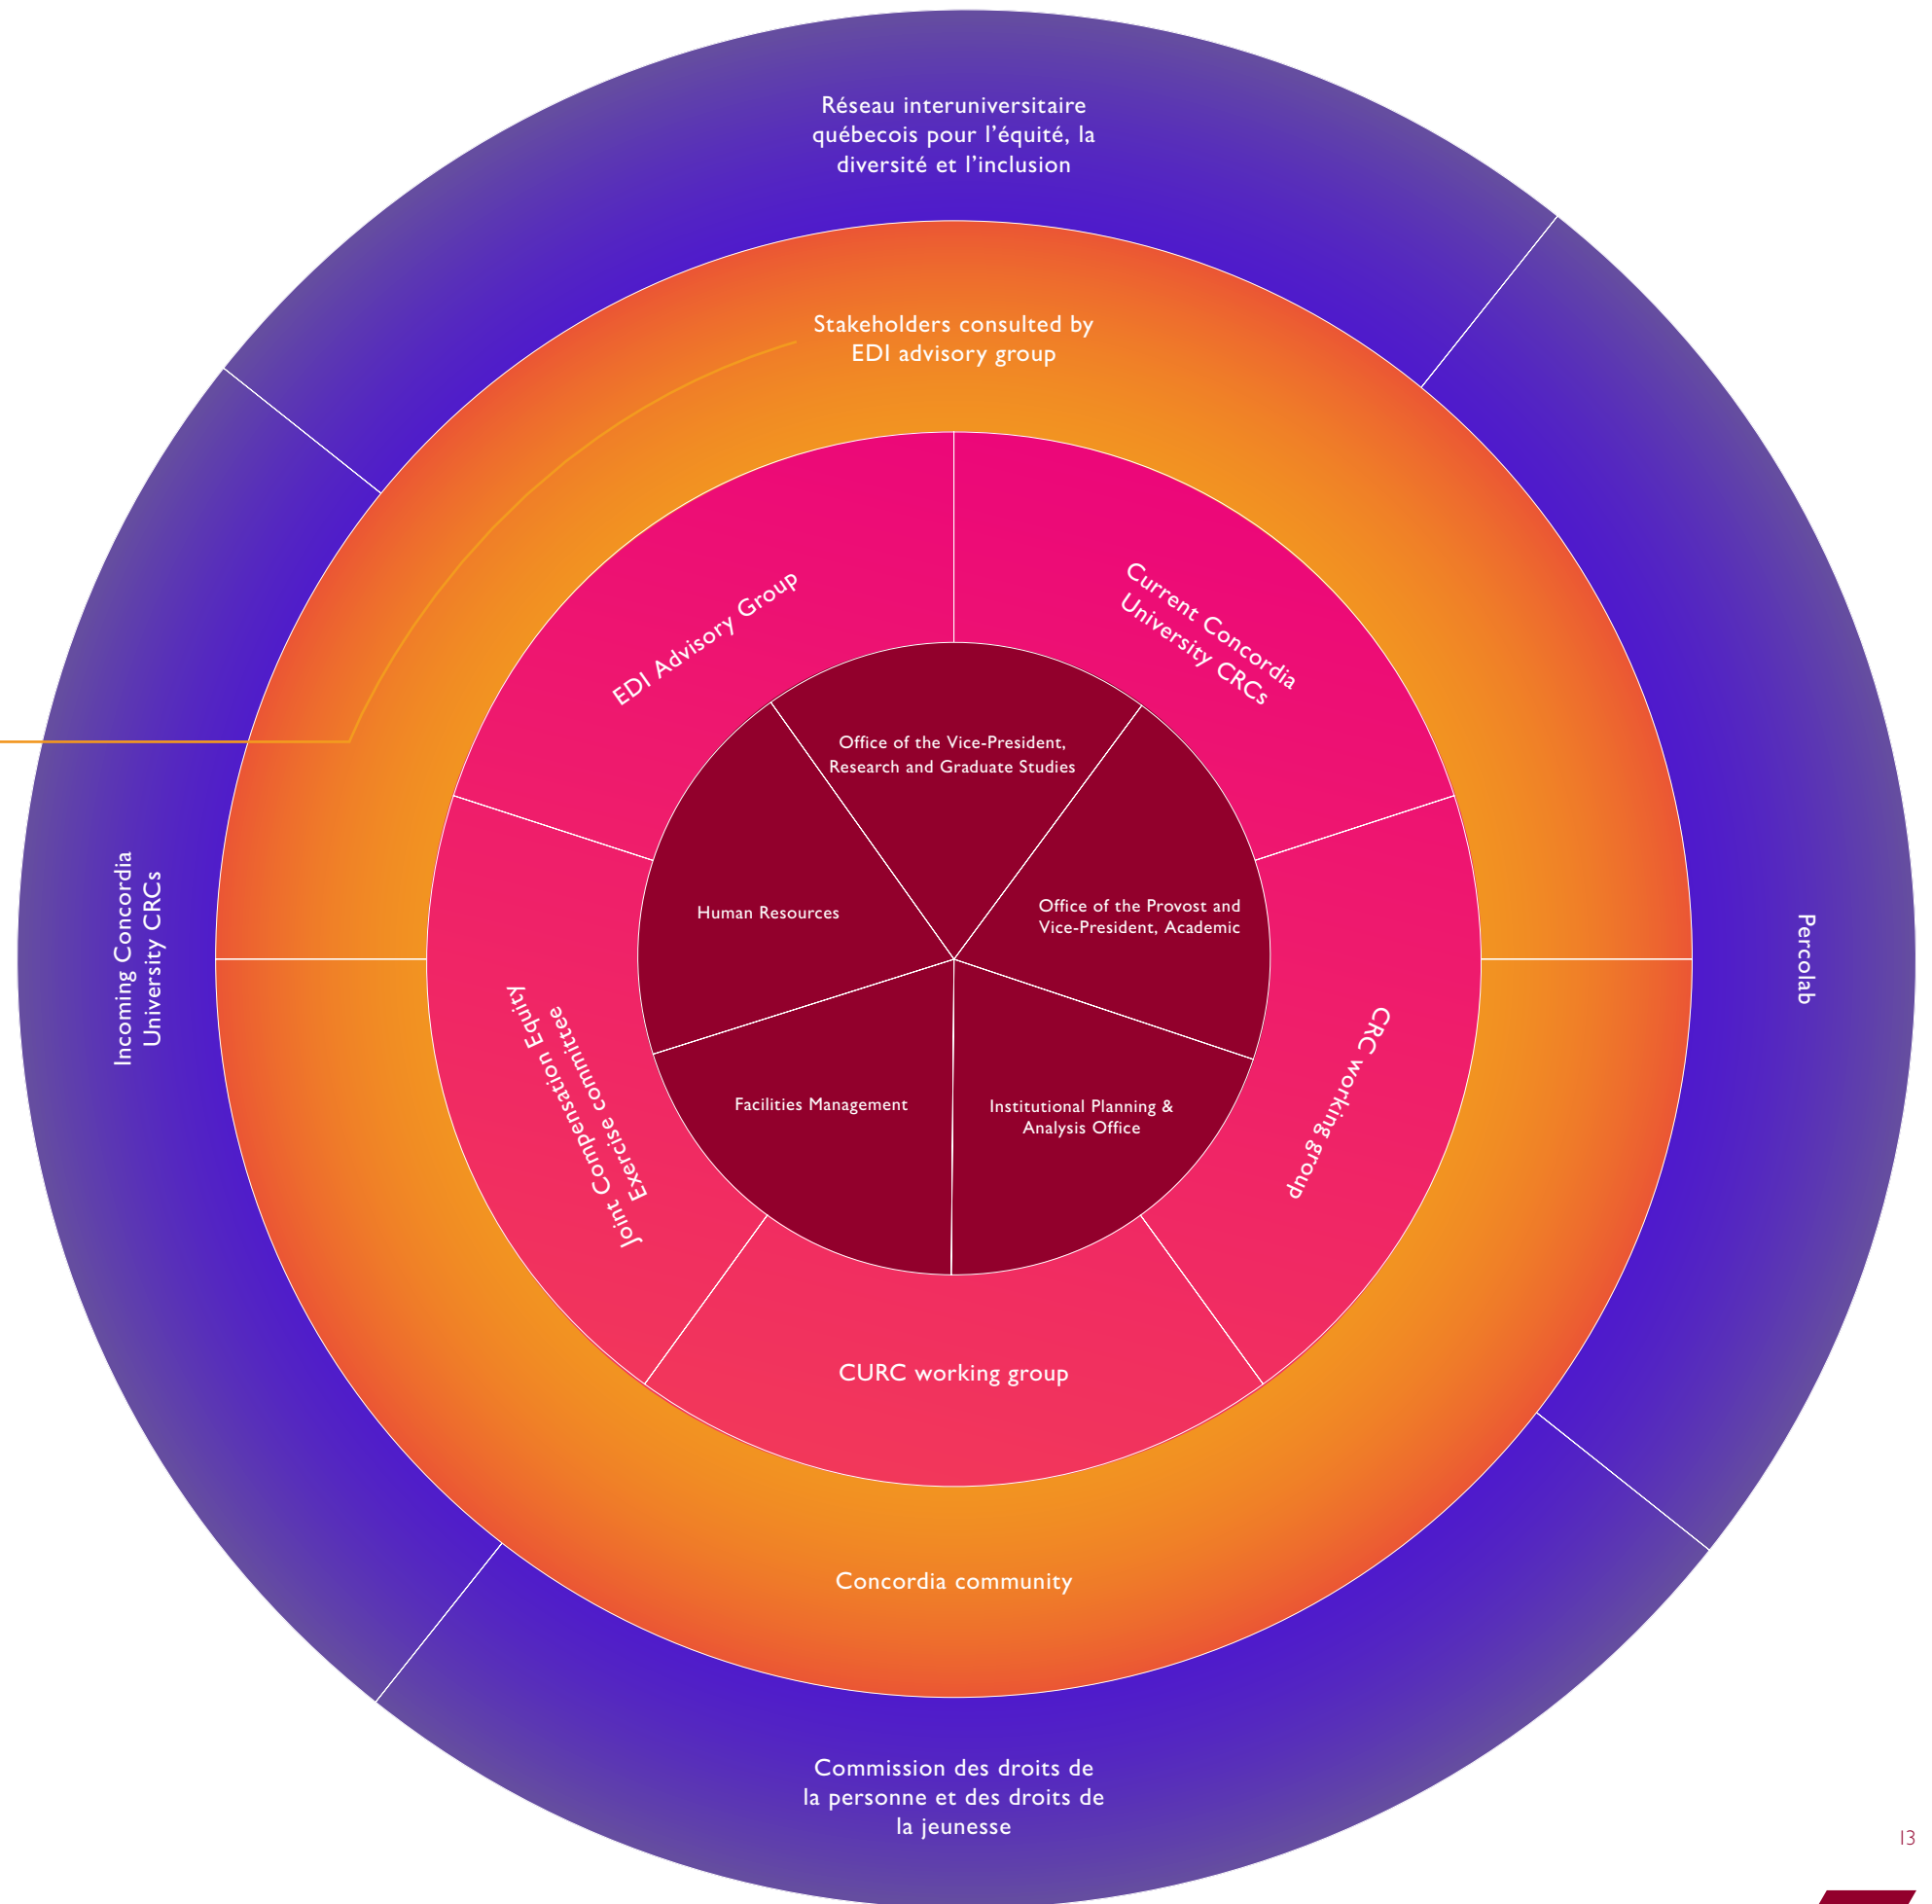 Réseau interuniversitaire
québecois pour l’équité, la
diversité et l’inclusion
Stakeholders consulted by
EDI advisory group
EDI Advisory Group
Current Concordia
University CRCs
Office of the Vice-President,
Research and Graduate Studies
Human Resources
Office of the Provost and
Vice-President, Academic
Incoming Concordia
University CRCs
Percolab
Joint Compensation Equity
Exercise committee
CRC working group
Facilities Management
Institutional Planning &
Analysis Office
CURC working group
Concordia community
Commission des droits de
la personne et des droits de
la jeunesse
13